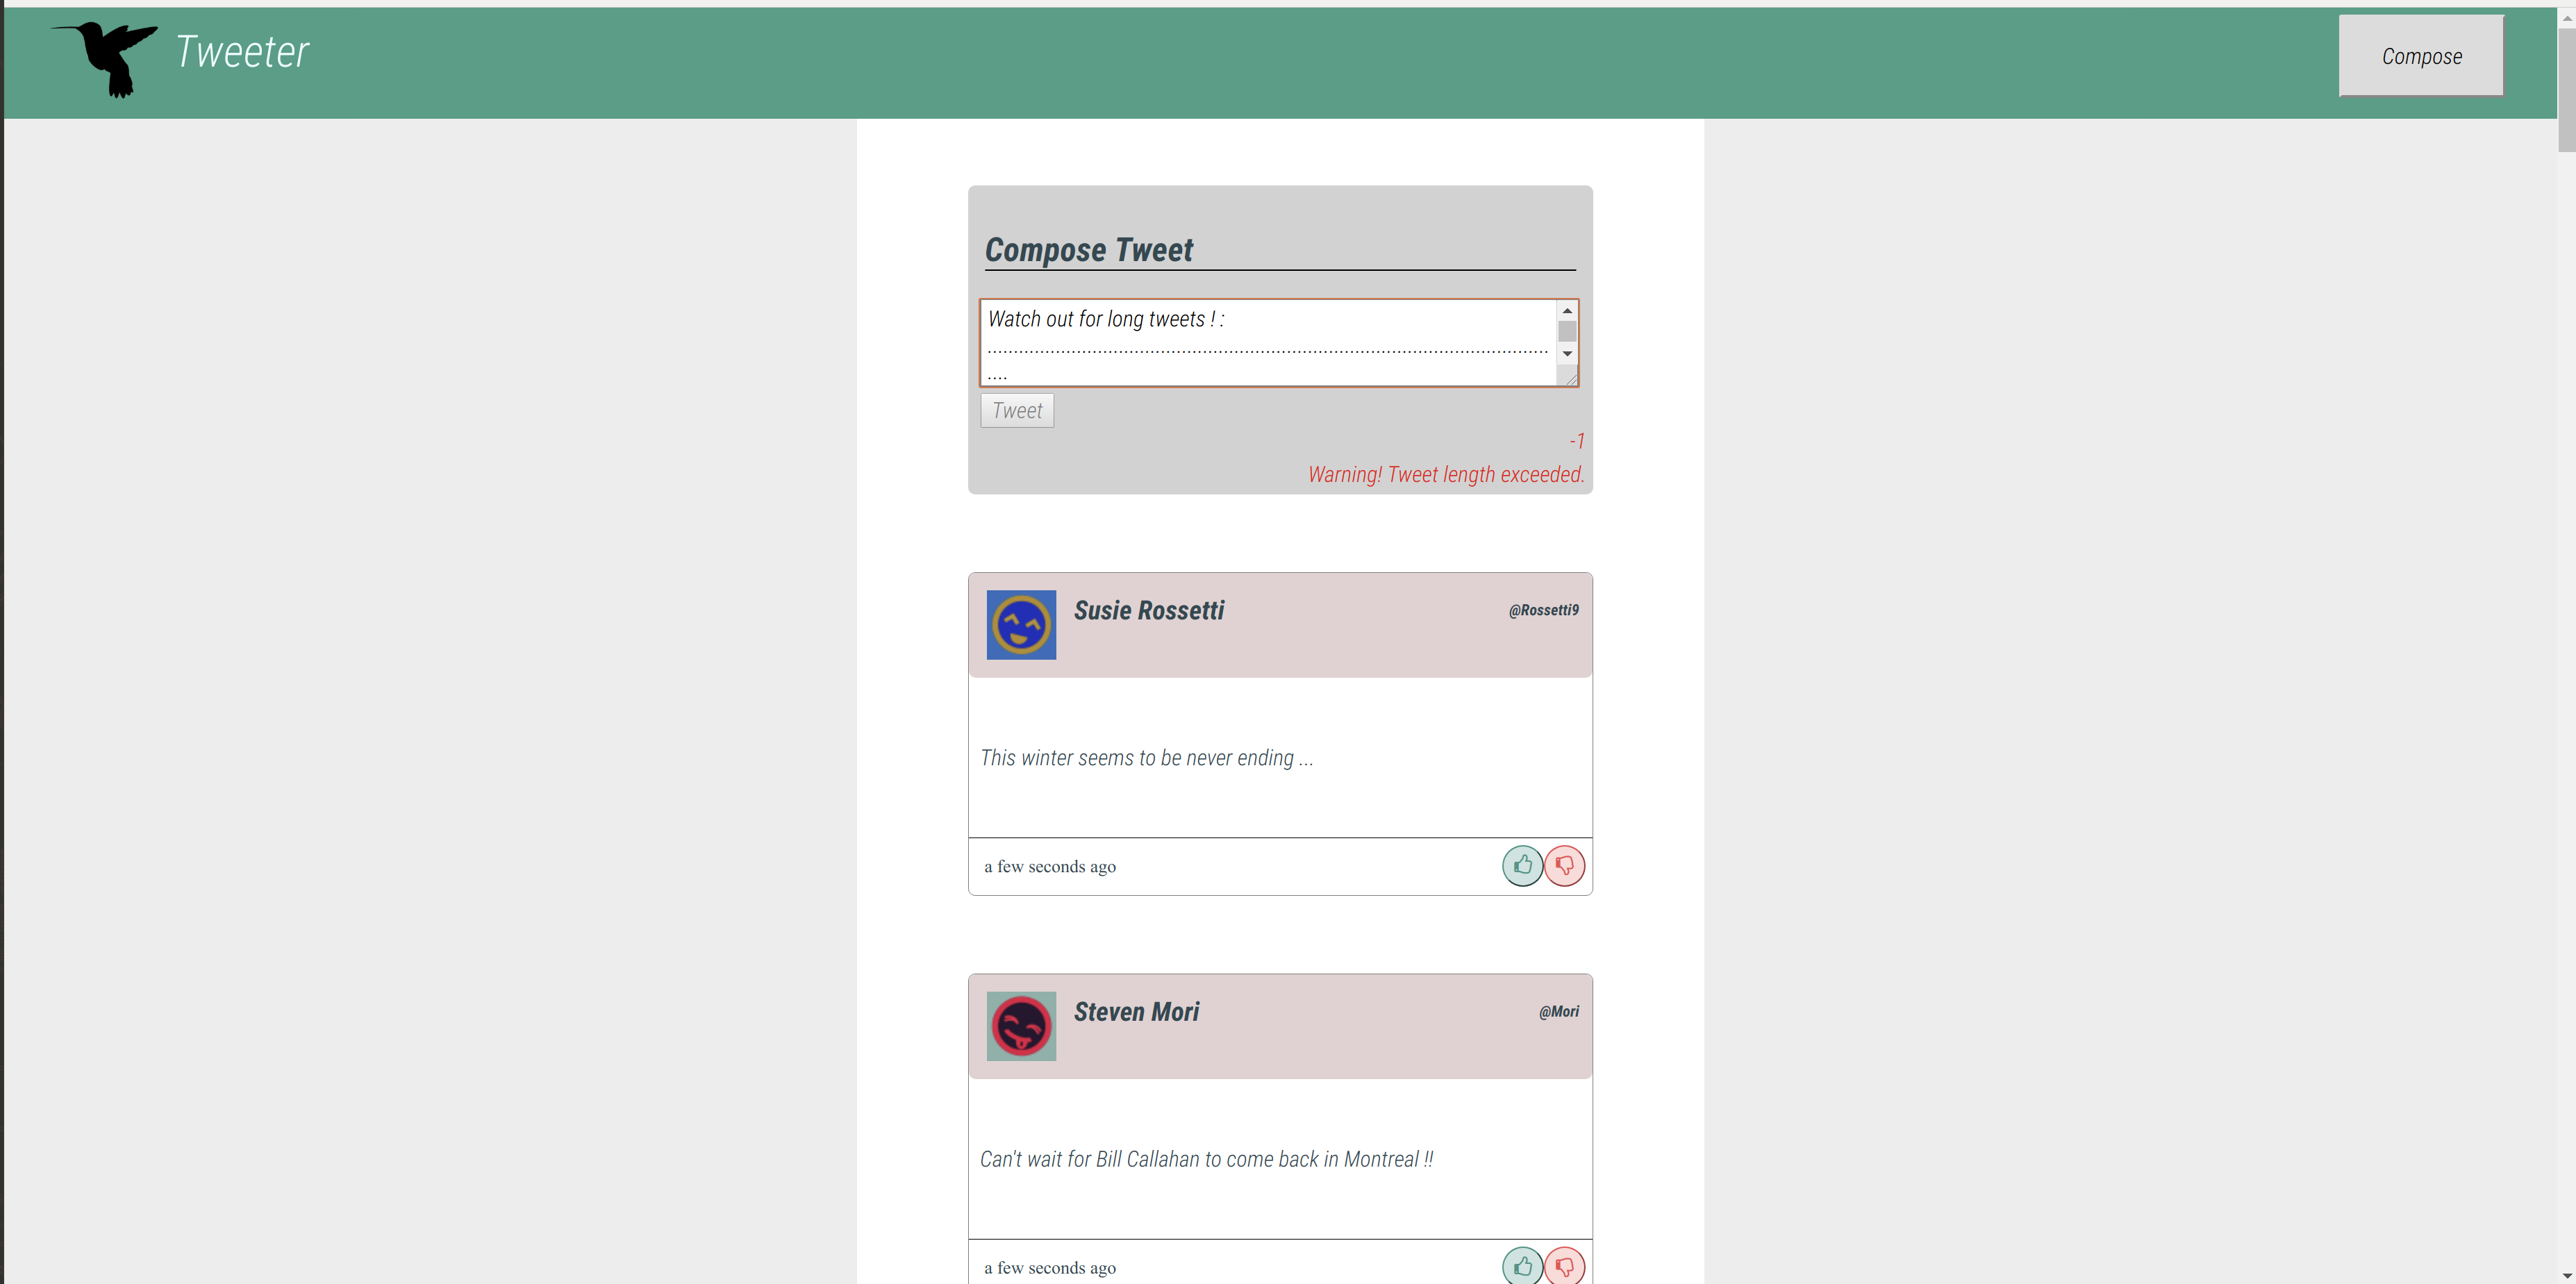 Tweeter
Compose
Compose Tweet
Watch out for long tweets ! :
...........................................................................................................
....
Tweet
-1
Warning! Tweet length exceeded.
Susie Rossetti
@Rossetti9
This winter seems to be never ending ...
a few seconds ago
Steven Mori
@Mori
Can't wait for Bill Callahan to come back in Montreal !!
a few seconds ago